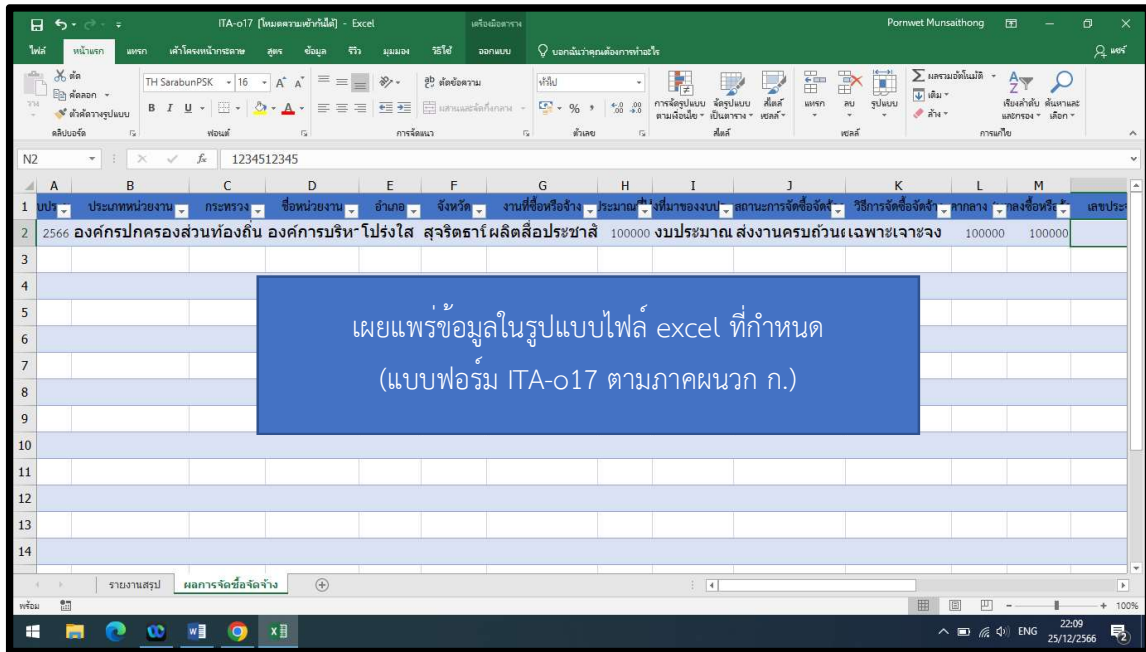 ITA-o17 [โหมดความเข้ากันได้] - Excel
เครื่องมือตาราง
Pornwet Munsaithong
ไฟล์ หน้าแรก แทรก เค้าโครงหน้ากระดาษ สูตร ข้อมูล รีวิว มุมมอง วิธีใช้ ออกแบบ บอกฉันว่าคุณต้องการทำอะไร แชร์
วาง
ตัด
คัดลอก
ตัวคัดวางรูปแบบ
คลิปบอร์ด
TH SarabunPSK 16
B I U
ฟอนต์
ตัดข้อความ
ผสานและจัดกึ่งกลาง
การจัดแนว
ทั่วไป
ตัวเลข
การจัดรูปแบบ
ตามเงื่อนไข
จัดรูปแบบ
เป็นตาราง
สไตล์
เซลล์
สไตล์
แทรก ลบ รูปแบบ
เซลล์
ผลรวมอัตโนมัติ
เติม
ล้าง
เรียงลำดับ
และกรอง
ค้นหาและ
เลือก
การแก้ไข
N2 fx 1234512345
A B C D E F G H I J K L M
1 ประเภทหน่วยงาน กระทรวง ชื่อหน่วยงาน อำเภอ จังหวัด งานที่ซื้อหรือจ้าง ที่มาของงบป สถานะการจัดซื้อจัดจ้ วิธีการจัดซื้อจัดจ้า เลขประจ
2 2566 องค์กรปกครองส่วนท้องถิ่น องค์การบริห โปร่งใส สุจริตธานี ผลิตสื่อประชาสั 100000 งบประมาณ ส่งงานครบถ้วน เฉพาะเจาะจง 100000 100000
3
4
5
6
7
8
9
10
11
12
13
14
เผยแพร่ข้อมูลในรูปแบบไฟล์ excel ที่กำหนด
(แบบฟอร์ม ITA-o17 ตามภาคผนวก ก.)
รายงานสรุป ผลการจัดซื้อจัดจ้าง
พร้อม
100%
ENG
22:09
25/12/2566
2